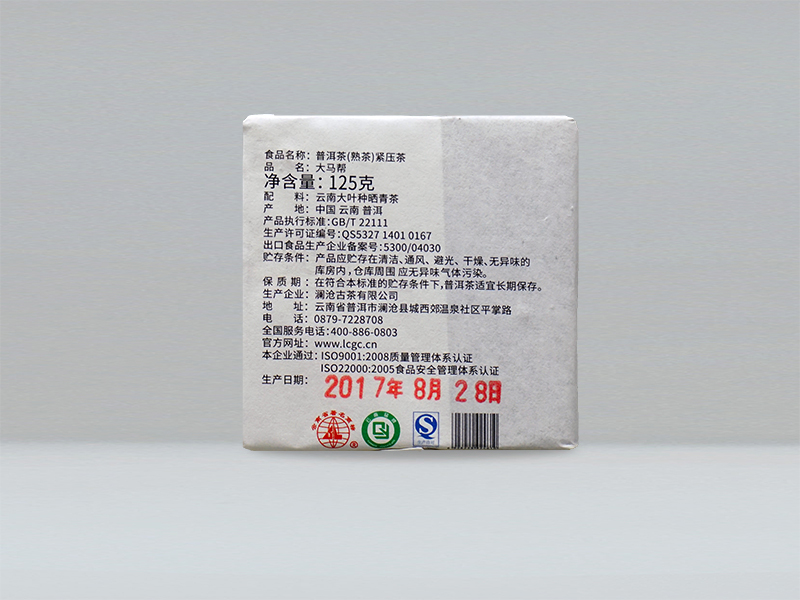 食品名称：普洱茶(熟茶)紧压茶
品 名：大马帮
净含量：125克
配 料：云南大叶种晒青茶
产 地：中国 云南 普洱
产品执行标准:GB/T 22111
生产许可证编号:QS5327 1401 0167
出口食品生产企业备案号:5300/04030
贮存条件：产品应贮存在清洁、通风、避光、干燥、无异味的
库房内，仓库周围 应无异味气体污染。
保 质 期：在符合本标准的贮存条件下,普洱茶适宜长期保存。
生产企业：澜沧古茶有限公司
地 址：云南省普洱市澜沧县城西郊温泉社区平掌路
电 话：0879-7228708
全国服务电话:400-886-0803
官方网址：www.lcgc.cn
本企业通过：ISO9001:2008质量管理体系认证
ISO22000:2005食品安全管理体系认证
生产日期：2017年 8月 28日
云南省著名商标
QS